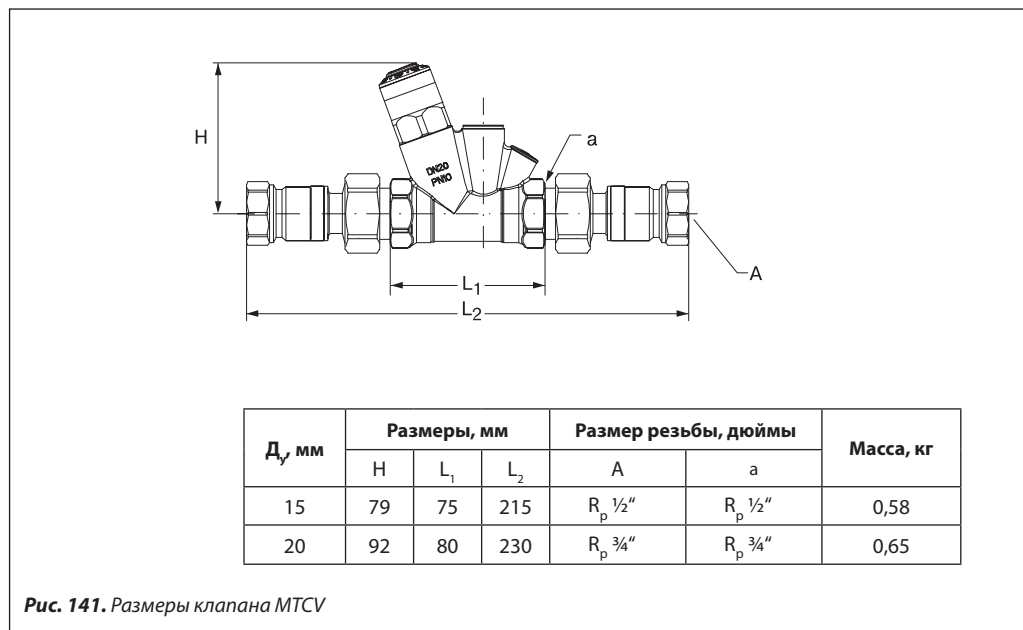 H
DN20
PN10
a
A
L₁
L₂
Ду, мм
Размеры, мм
Размер резьбы, дюймы
Масса, кг
H L₁ L₂ A a
15 79 75 215 Rp ½“ Rp ½“ 0,58
20 92 80 230 Rp ¾“ Rp ¾“ 0,65
Рис. 141. Размеры клапана MTCV